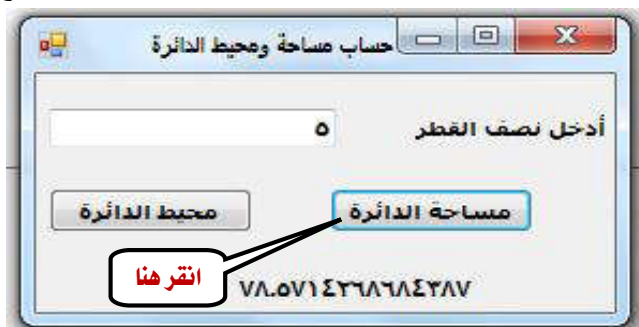 حساب مساحة ومحيط الدائرة
أدخل نصف القطر ٥
مساحة الدائرة محيط الدائرة
انقر هنا
٧٨.٥٧١٤٢٦٨٦٨٤٣٨٧